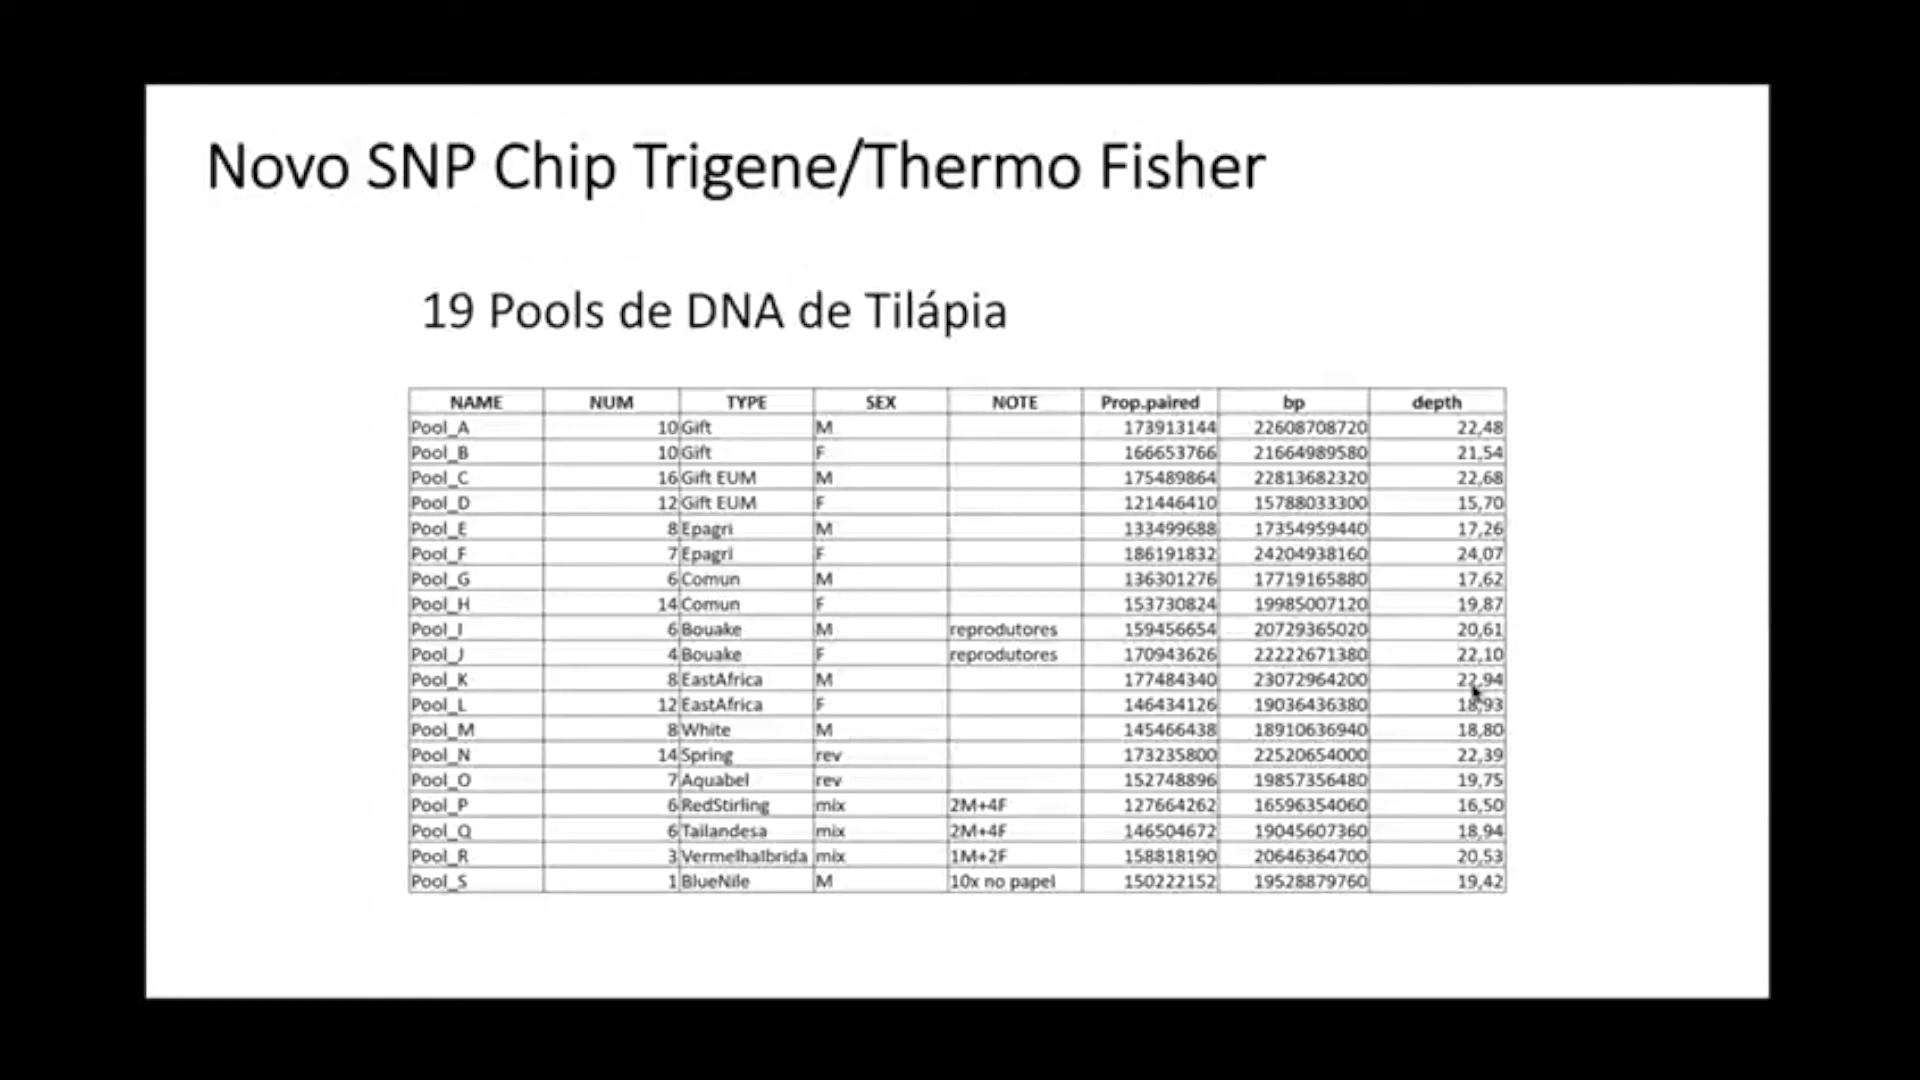 Novo SNP Chip Trigene/Thermo Fisher
19 Pools de DNA de Tilápia
NAME NUM TYPE SEX NOTE Prop.paired bp depth
Pool_A 10 Gift M 173913144 22608708720 22,48
Pool_B 10 Gift F 166653766 21664989580 21,54
Pool_C 16 Gift EUM M 175489864 22813682320 22,68
Pool_D 12 Gift EUM F 121446410 15788033300 15,70
Pool_E 8 Epagri M 133499688 17354959440 17,26
Pool_F 7 Epagri F 186191832 24204938160 24,07
Pool_G 6 Comun M 136301276 17719165880 17,62
Pool_H 14 Comun F 153730824 19985007120 19,87
Pool_I 6 Bouake M reprodutores 159456654 20729365020 20,61
Pool_J 4 Bouake F reprodutores 170943626 22222671380 22,10
Pool_K 8 EastAfrica M 177484340 23072964200 22,94
Pool_L 12 EastAfrica F 146434126 19036436380 18,93
Pool_M 8 White M 145466438 18910636940 18,80
Pool_N 14 Spring rev 173235800 22520654000 22,39
Pool_O 7 Aquabel rev 152748896 19857356480 19,75
Pool_P 6 RedStirling mix 2M+4F 127664262 16596354060 16,50
Pool_Q 6 Tailandesa mix 2M+4F 146504672 19045607360 18,94
Pool_R 3 VermelhaIbrida mix 1M+2F 158818190 20646364700 20,53
Pool_S 1 BlueNile M 10x no papel 150222152 19528879760 19,42